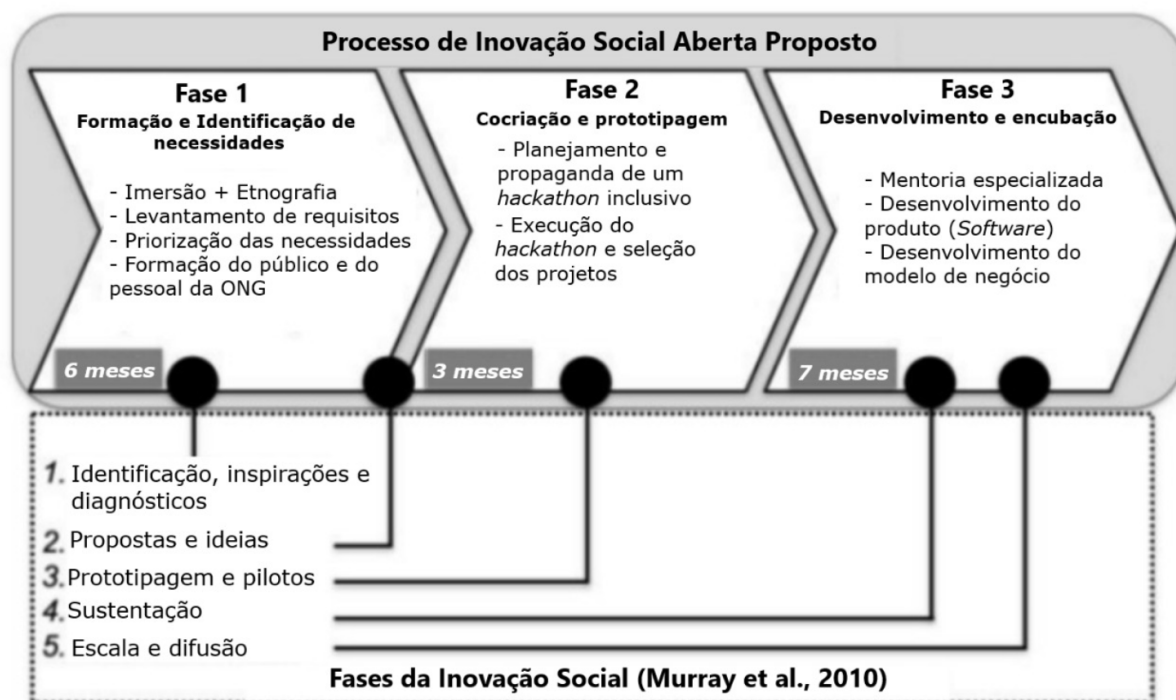 Processo de Inovação Social Aberta Proposto
Fase 1
Formação e Identificação de
necessidades
- Imersão + Etnografia
- Levantamento de requisitos
- Priorização das necessidades
- Formação do público e do
pessoal da ONG
6 meses
Fase 2
Cocriação e prototipagem
- Planejamento e
propaganda de um
hackathon inclusivo
- Execução do
hackathon e seleção
dos projetos
3 meses
Fase 3
Desenvolvimento e encubação
- Mentoria especializada
- Desenvolvimento do
produto (Software)
- Desenvolvimento do
modelo de negócio
7 meses
1. Identificação, inspirações e
diagnósticos
2. Propostas e ideias
3. Prototipagem e pilotos
4. Sustentação
5. Escala e difusão
Fases da Inovação Social (Murray et al., 2010)